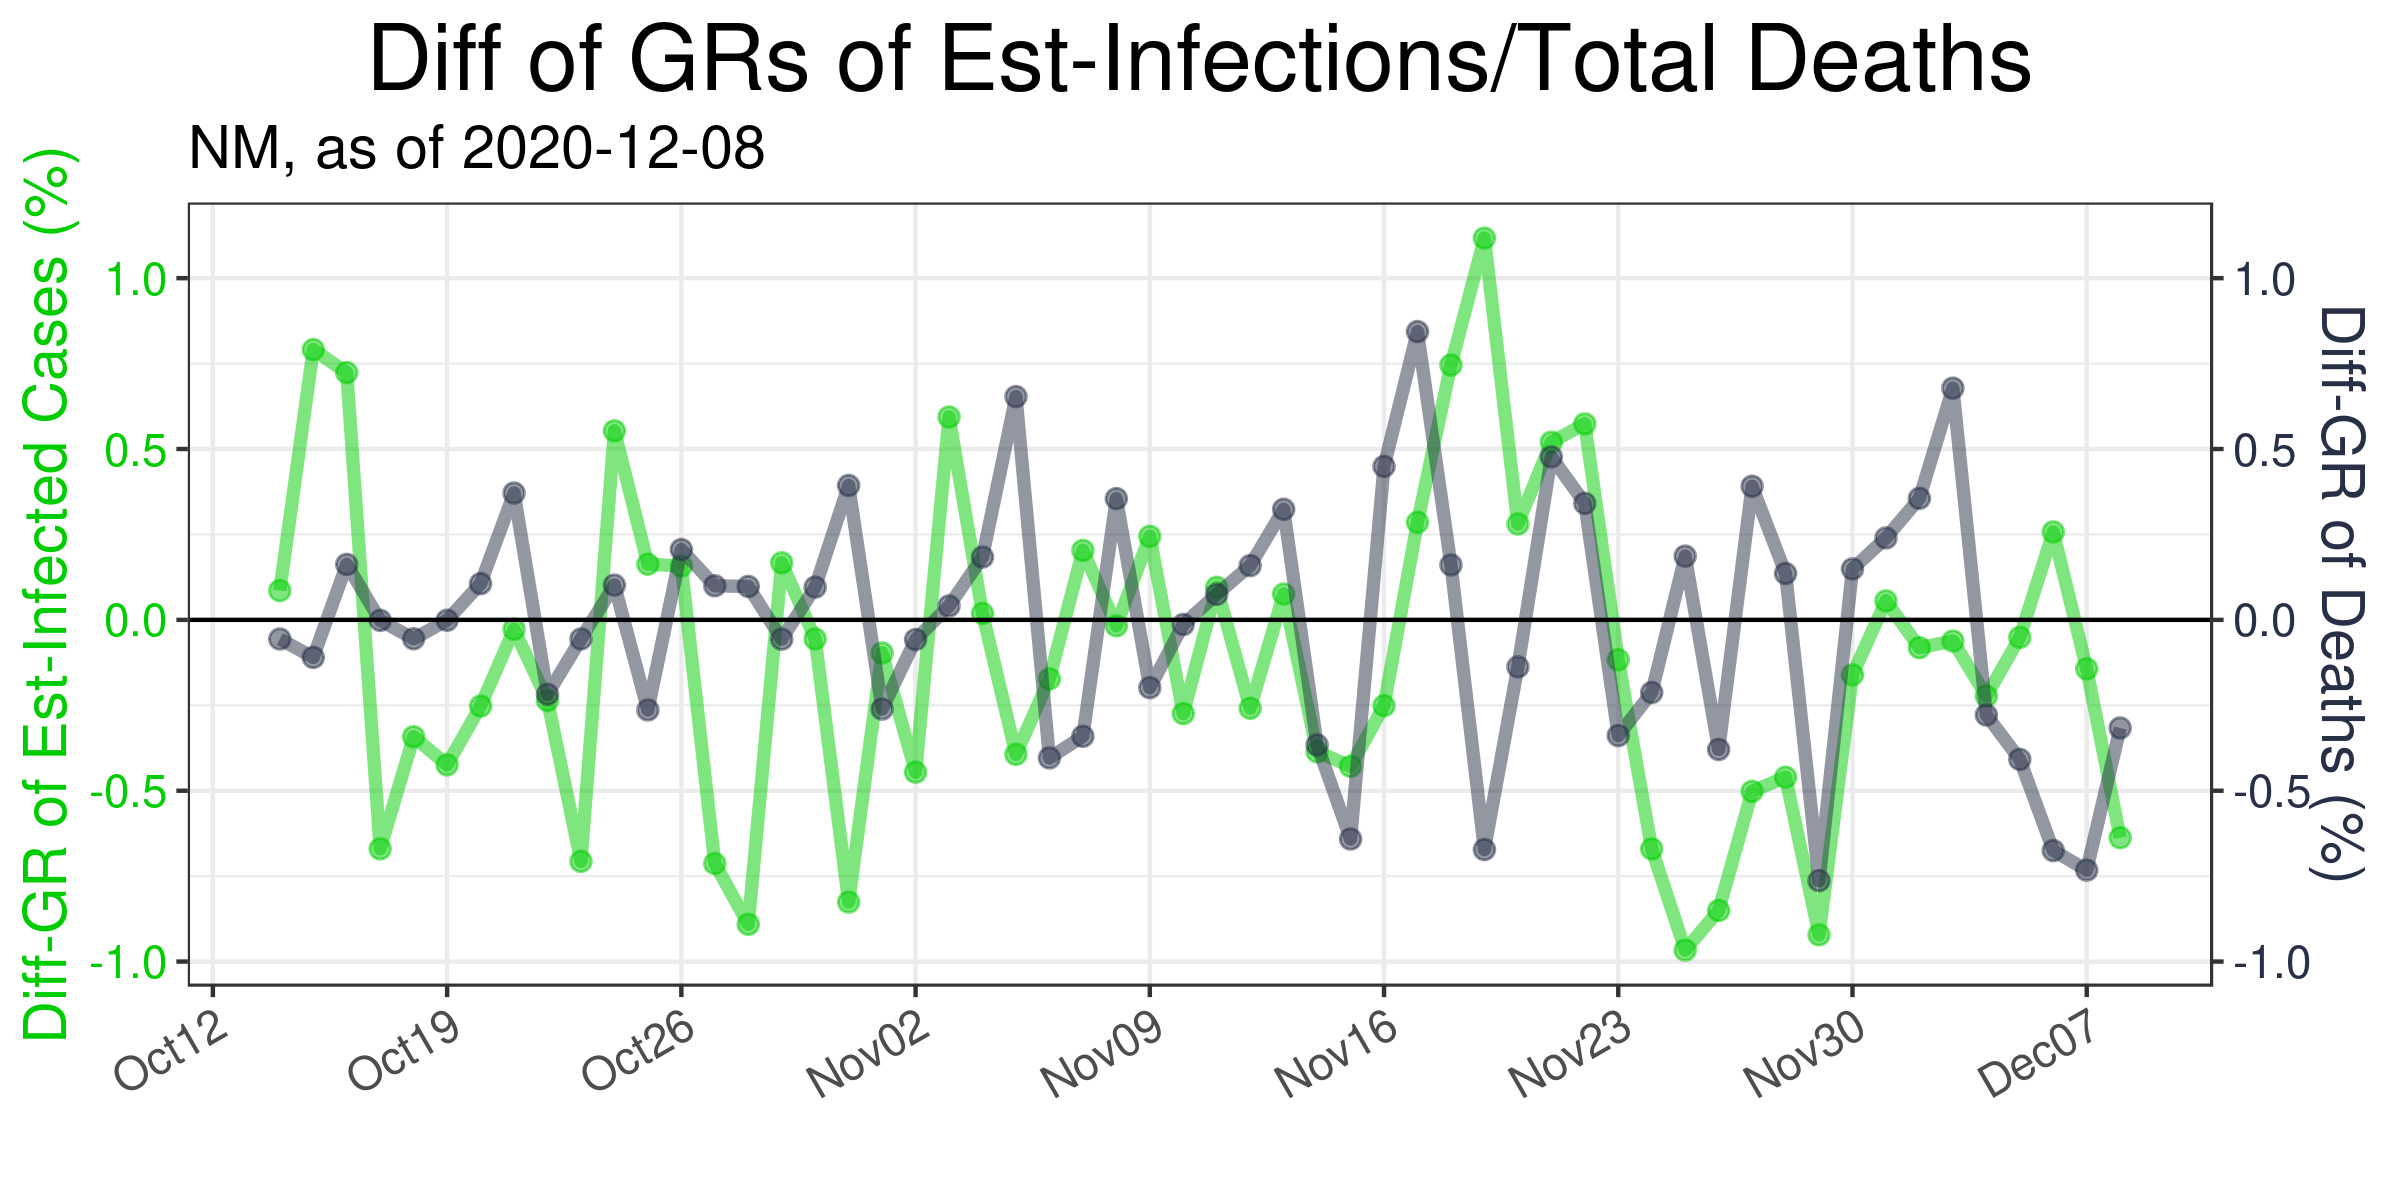 Diff of GRs of Est-Infections/Total Deaths
NM, as of 2020-12-08
Diff-GR of Est-Infected Cases (%)
1.0
0.5
0.0
-0.5
-1.0
1.0
0.5
0.0
-0.5
-1.0
Diff-GR of Deaths (%)
Oct12 Oct19 Oct26 Nov02 Nov09 Nov16 Nov23 Nov30 Dec07